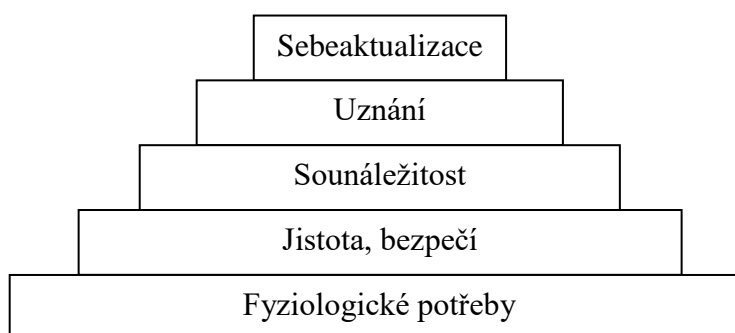 Sebeaktualizace
Uznání
Sounáležitost
Jistota, bezpečí
Fyziologické potřeby